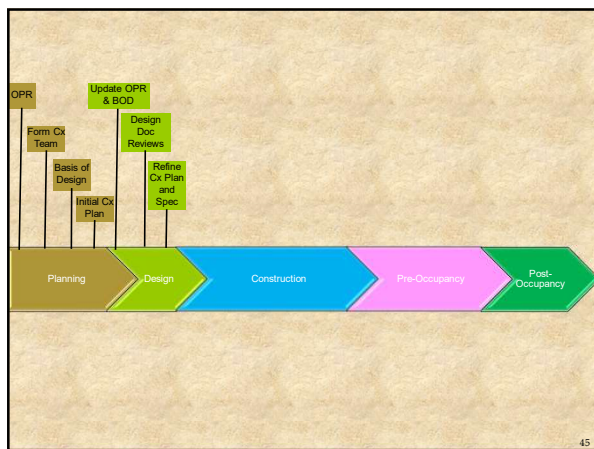 OPR
Form Cx
Team
Basis of
Design
Initial Cx
Plan
Update OPR
& BOD
Design
Doc
Reviews
Refine
Cx Plan
and
Spec
Planning
Design
Construction
Pre-Occupancy
Post-
Occupancy
45